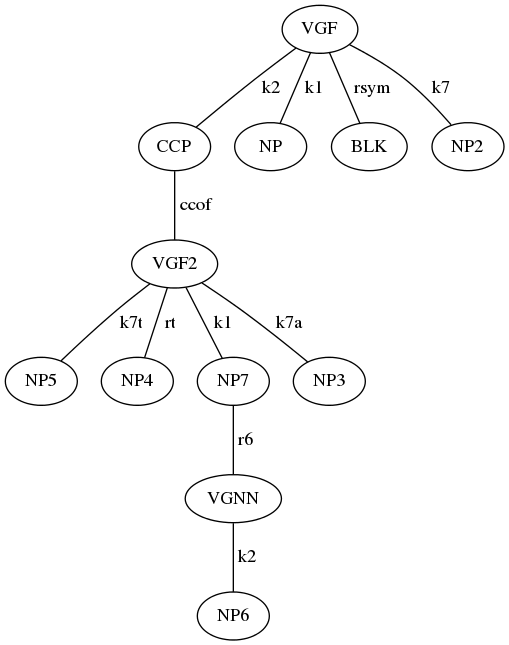 VGF
k2 k1 rsym k7
CCP NP BLK NP2
ccof
VGF2
k7t rt k1 k7a
NP5 NP4 NP7 NP3
r6
VGNN
k2
NP6